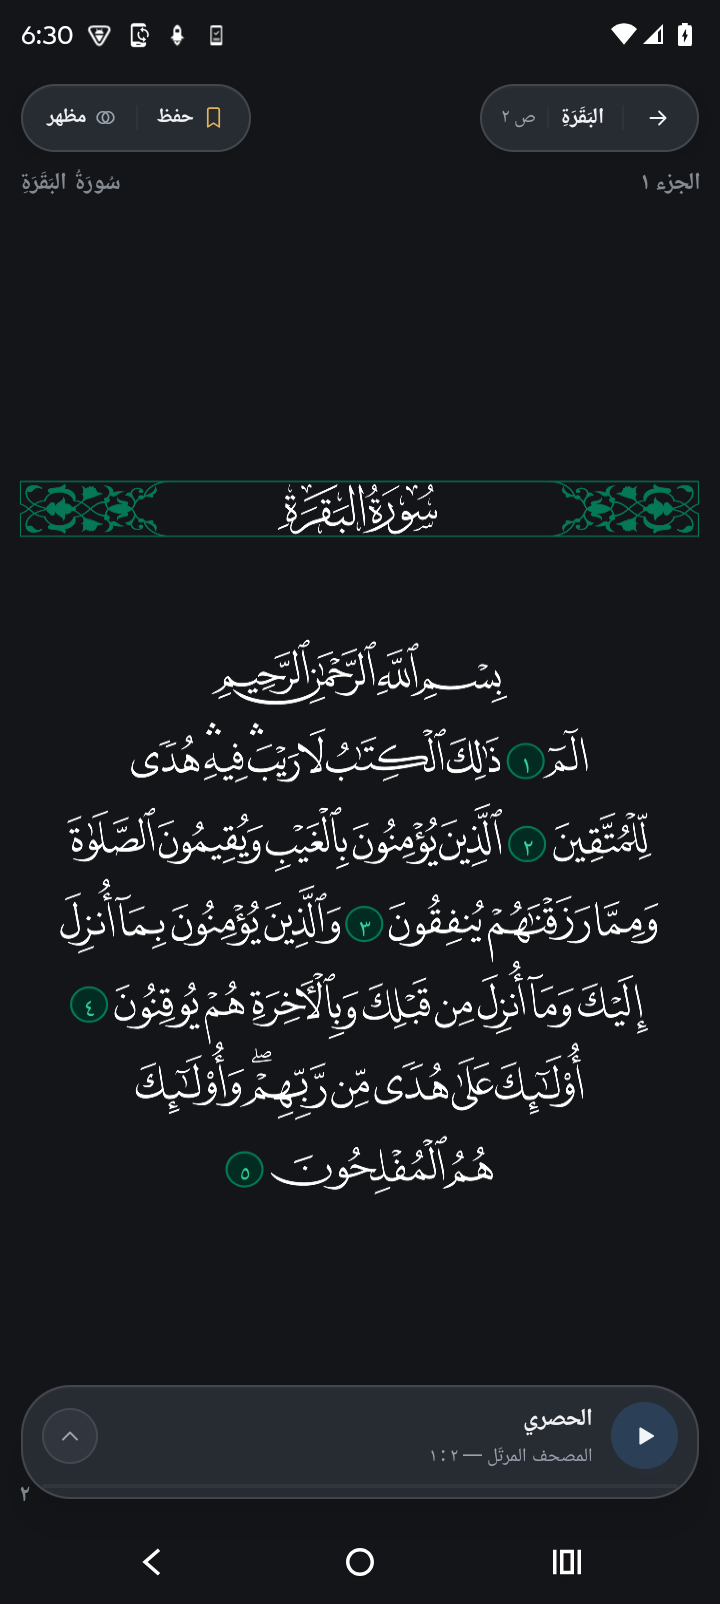 6:30
البَقَرَةِ ص ٢
حفظ مظهر
الجزء ١
سُورَةُ البَقَرَةِ
سُورَةُ البَقَرَةِ
بِسۡمِ ٱللَّهِ ٱلرَّحۡمَٰنِ ٱلرَّحِيمِ
الٓمٓ ١ ذَٰلِكَ ٱلۡكِتَٰبُ لَا رَيۡبَۛ فِيهِۛ هُدٗى
لِّلۡمُتَّقِينَ ٢ ٱلَّذِينَ يُؤۡمِنُونَ بِٱلۡغَيۡبِ وَيُقِيمُونَ ٱلصَّلَوٰةَ
وَمِمَّا رَزَقۡنَٰهُمۡ يُنفِقُونَ ٣ وَٱلَّذِينَ يُؤۡمِنُونَ بِمَآ أُنزِلَ
إِلَيۡكَ وَمَآ أُنزِلَ مِن قَبۡلِكَ وَبِٱلۡأٓخِرَةِ هُمۡ يُوقِنُونَ ٤
أُوْلَٰٓئِكَ عَلَىٰ هُدٗى مِّن رَّبِّهِمۡۖ وَأُوْلَٰٓئِكَ
هُمُ ٱلۡمُفۡلِحُونَ ٥
الحصري
المصحف المرتّل — ٢ : ١
٢